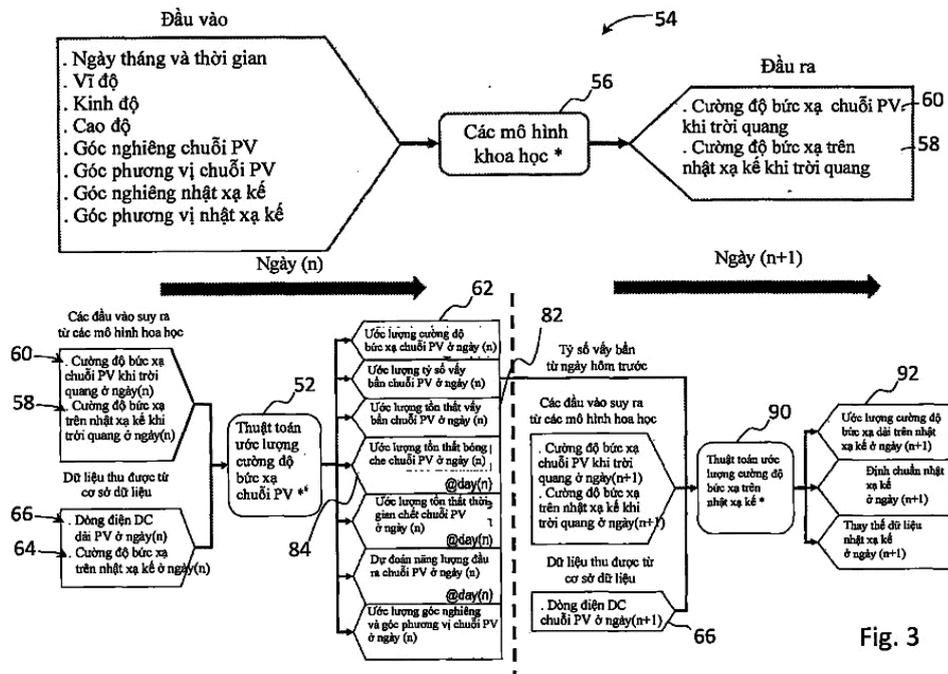 Đầu vào
54
. Ngày tháng và thời gian
. Vĩ độ
. Kinh độ
. Cao độ
. Góc nghiêng chuỗi PV
. Góc phương vị chuỗi PV
. Góc nghiêng nhật xạ kế
. Góc phương vị nhật xạ kế
56
Các mô hình
khoa học *
Đầu ra
. Cường độ bức xạ chuỗi PV
khi trời quang
60
. Cường độ bức xạ trên
nhật xạ kế khi trời quang
58
Ngày (n)
Ngày (n+1)
Các đầu vào suy ra
từ các mô hình hoa học
60
. Cường độ bức xạ
chuỗi PV khi trời
quang ở ngày(n)
58
. Cường độ bức xạ
trên nhật xạ kế khi
trời quang ở ngày(n)
Dữ liệu thu được từ
cơ sở dữ liệu
66
. Dòng điện DC
dải PV ở ngày(n)
64
. Cường độ bức xạ
trên nhật xạ kế ở ngày(n)
52
Thuật toán
ước lượng
cường độ
bức xạ
chuỗi PV **
62
Ước lượng cường độ
bức xạ chuỗi PV ở ngày (n)
Ước lượng tỷ số vấy
bẩn chuỗi PV ở ngày (n)
82
Ước lượng tổn thất vấy
bẩn chuỗi PV ở ngày (n)
Ước lượng tổn thất bóng
che chuỗi PV ở ngày (n)
@day(n)
84
Ước lượng tổn thất thời
gian chết chuỗi PV
ở ngày (n)
@day(n)
Dự đoán năng lượng đầu
ra chuỗi PV ở ngày (n)
@day(n)
Ước lượng góc nghiêng
và góc phương vị chuỗi PV
ở ngày (n)
Tỷ số vấy bẩn
từ ngày hôm trước
Các đầu vào suy ra
từ các mô hình hoa học
. Cường độ bức xạ
chuỗi PV khi trời
quang ở ngày(n+1)
. Cường độ bức xạ
trên nhật xạ kế khi trời
quang ở ngày(n+1)
Dữ liệu thu được từ
cơ sở dữ liệu
. Dòng điện DC
chuỗi PV ở ngày(n+1)
66
90
Thuật toán ước
lượng cường độ
bức xạ trên
nhật xạ kế *
92
Ước lượng cường độ
bức xạ dải trên nhật
xạ kế ở ngày (n+1)
Định chuẩn nhật
xạ kế
ở ngày (n+1)
Thay thế dữ liệu
nhật xạ kế
ở ngày (n+1)
Fig. 3